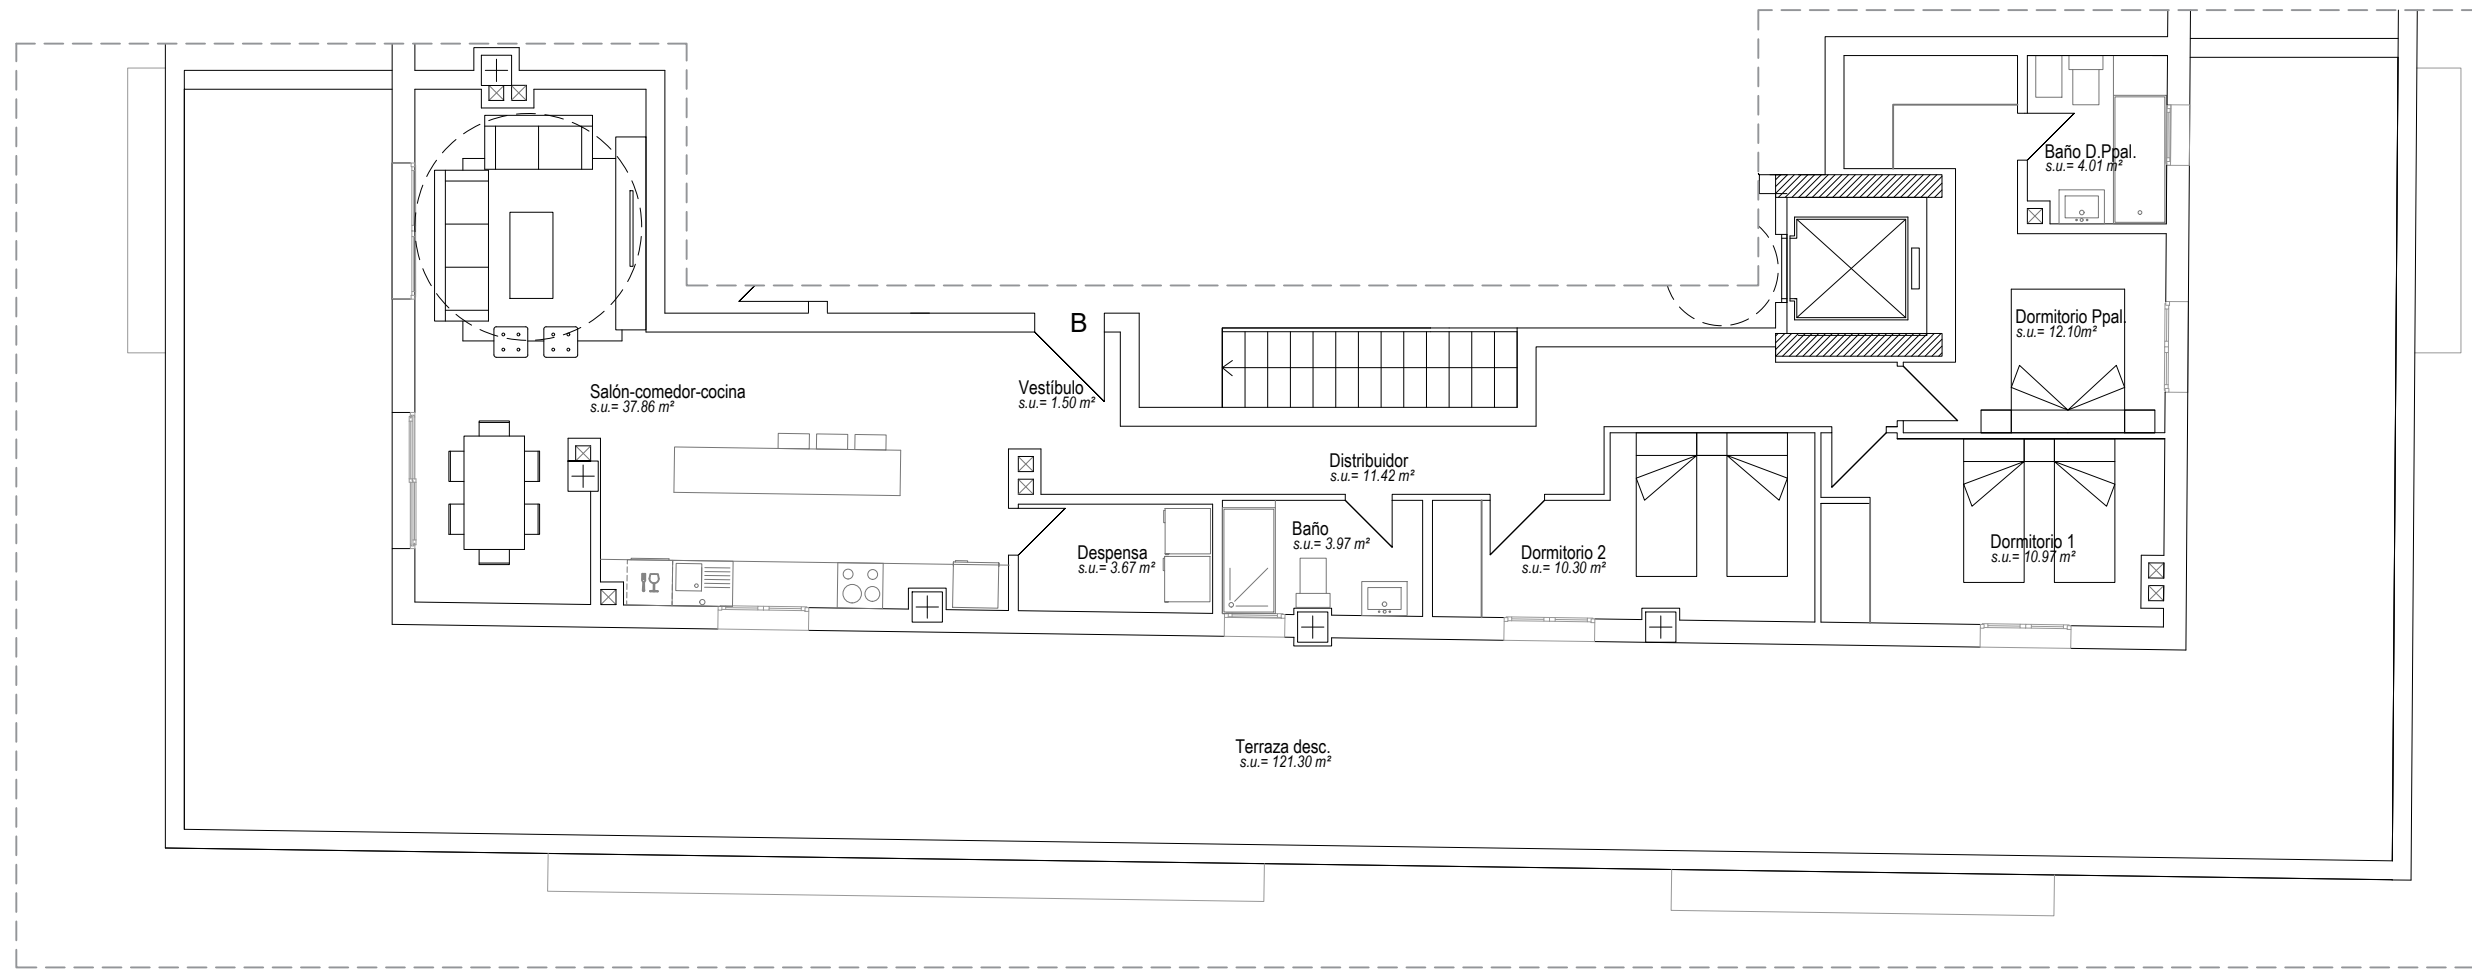 Baño D.Ppal.
s.u.= 4.01 m²
B
Dormitorio Ppal.
s.u.= 12.10m²
Salón-comedor-cocina
s.u.= 37.86 m²
Vestíbulo
s.u.= 1.50 m²
Distribuidor
s.u.= 11.42 m²
Despensa
s.u.= 3.67 m²
Baño
s.u.= 3.97 m²
Dormitorio 2
s.u.= 10.30 m²
Dormitorio 1
s.u.= 10.97 m²
Terraza desc.
s.u.= 121.30 m²